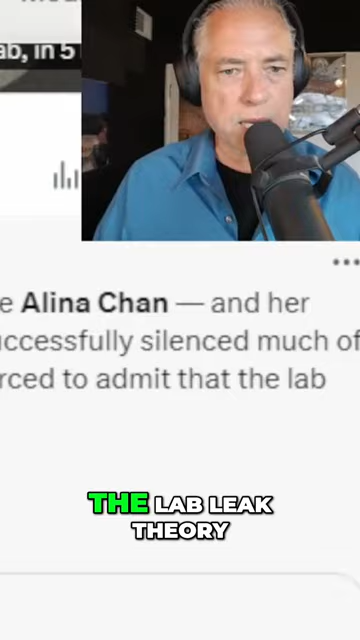 ab, in 5
e Alina Chan — and her
uccessfully silenced much of
rced to admit that the lab
THE LAB LEAK
THEORY